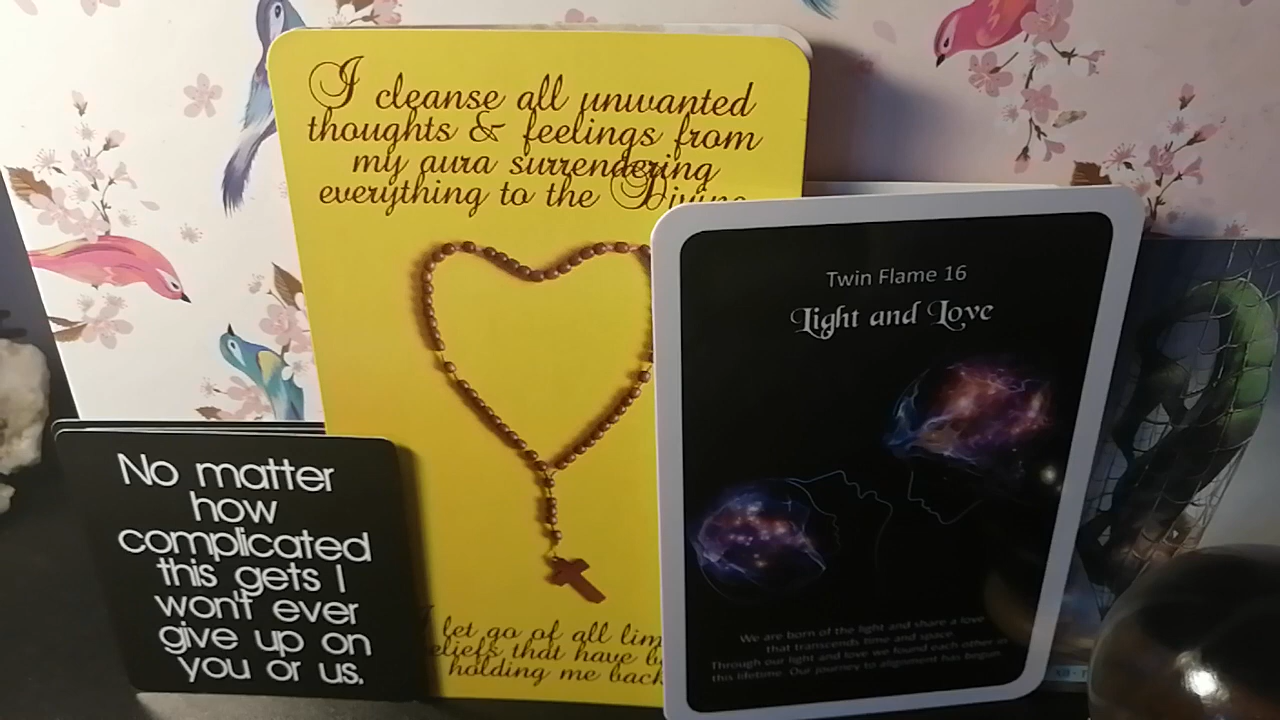 I cleanse all unwanted
thoughts & feelings from
my aura surrendering
everything to the Divine
I let go of all
that have
holding me back
Twin Flame 16
Light and Love
We are born of the light and share a love
that transcends time and space.
Through our light and love we found each other in
this lifetime. Our journey to alignment has begun.
No matter
how
complicated
this gets I
won't ever
give up on
you or us.